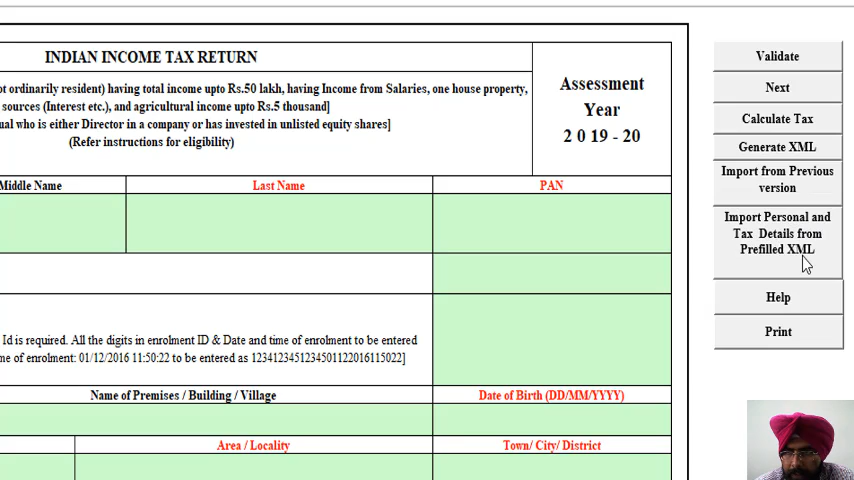 INDIAN INCOME TAX RETURN
ot ordinarily resident) having total income upto Rs.50 lakh, having Income from Salaries, one house property,
sources (Interest etc.), and agricultural income upto Rs.5 thousand]
ual who is either Director in a company or has invested in unlisted equity shares]
(Refer instructions for eligibility)
Assessment
Year
2 0 19 - 20
Middle Name
Last Name
PAN
Id is required. All the digits in enrolment ID & Date and time of enrolment to be entered
me of enrolment: 01/12/2016 11:50:22 to be entered as 1234123451234501122016115022]
Name of Premises / Building / Village
Date of Birth (DD/MM/YYYY)
Area / Locality
Town/ City/ District
Validate
Next
Calculate Tax
Generate XML
Import from Previous
version
Import Personal and
Tax Details from
Prefilled XML
Help
Print